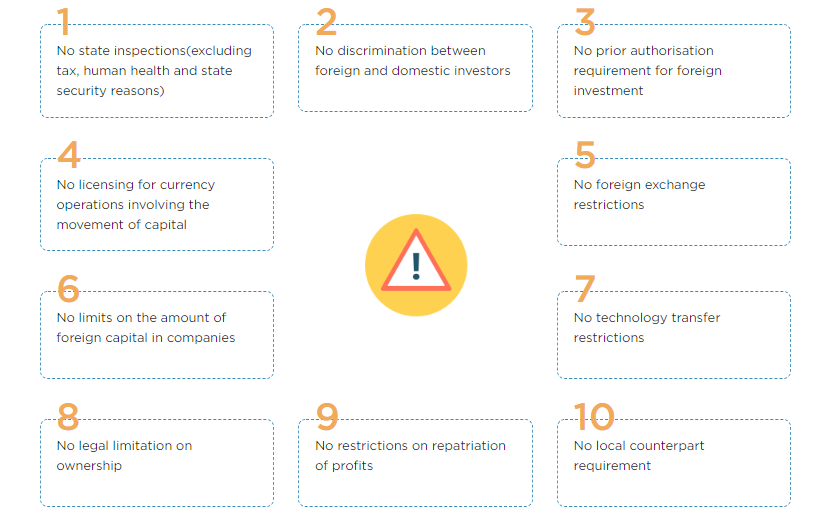 1
No state inspections(excluding
tax, human health and state
security reasons)
2
No discrimination between
foreign and domestic investors
3
No prior authorisation
requirement for foreign
investment
4
No licensing for currency
operations involving the
movement of capital
5
No foreign exchange
restrictions
6
No limits on the amount of
foreign capital in companies
7
No technology transfer
restrictions
8
No legal limitation on
ownership
9
No restrictions on repatriation
of profits
10
No local counterpart
requirement
!